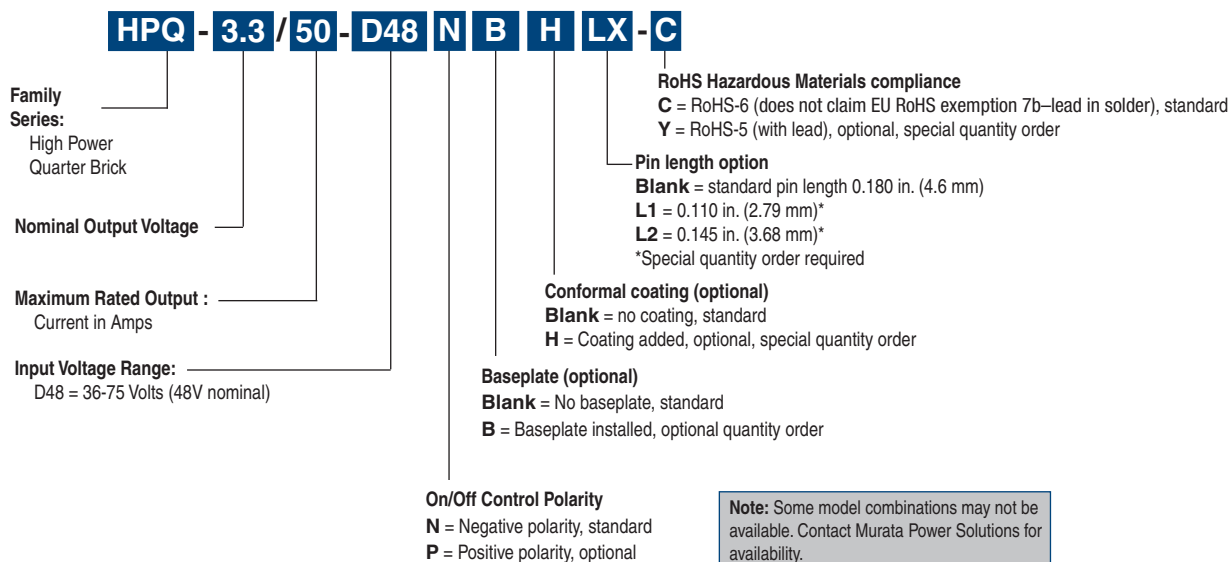 HPQ - 3.3 / 50 - D48 N B H LX - C
RoHS Hazardous Materials compliance
C = RoHS-6 (does not claim EU RoHS exemption 7b–lead in solder), standard
Y = RoHS-5 (with lead), optional, special quantity order
Pin length option
Blank = standard pin length 0.180 in. (4.6 mm)
L1 = 0.110 in. (2.79 mm)*
L2 = 0.145 in. (3.68 mm)*
*Special quantity order required
Conformal coating (optional)
Blank = no coating, standard
H = Coating added, optional, special quantity order
Baseplate (optional)
Blank = No baseplate, standard
B = Baseplate installed, optional quantity order
On/Off Control Polarity
N = Negative polarity, standard
P = Positive polarity, optional
Family
Series:
High Power
Quarter Brick
Nominal Output Voltage
Maximum Rated Output :
Current in Amps
Input Voltage Range:
D48 = 36-75 Volts (48V nominal)
Note: Some model combinations may not be
available. Contact Murata Power Solutions for
availability.